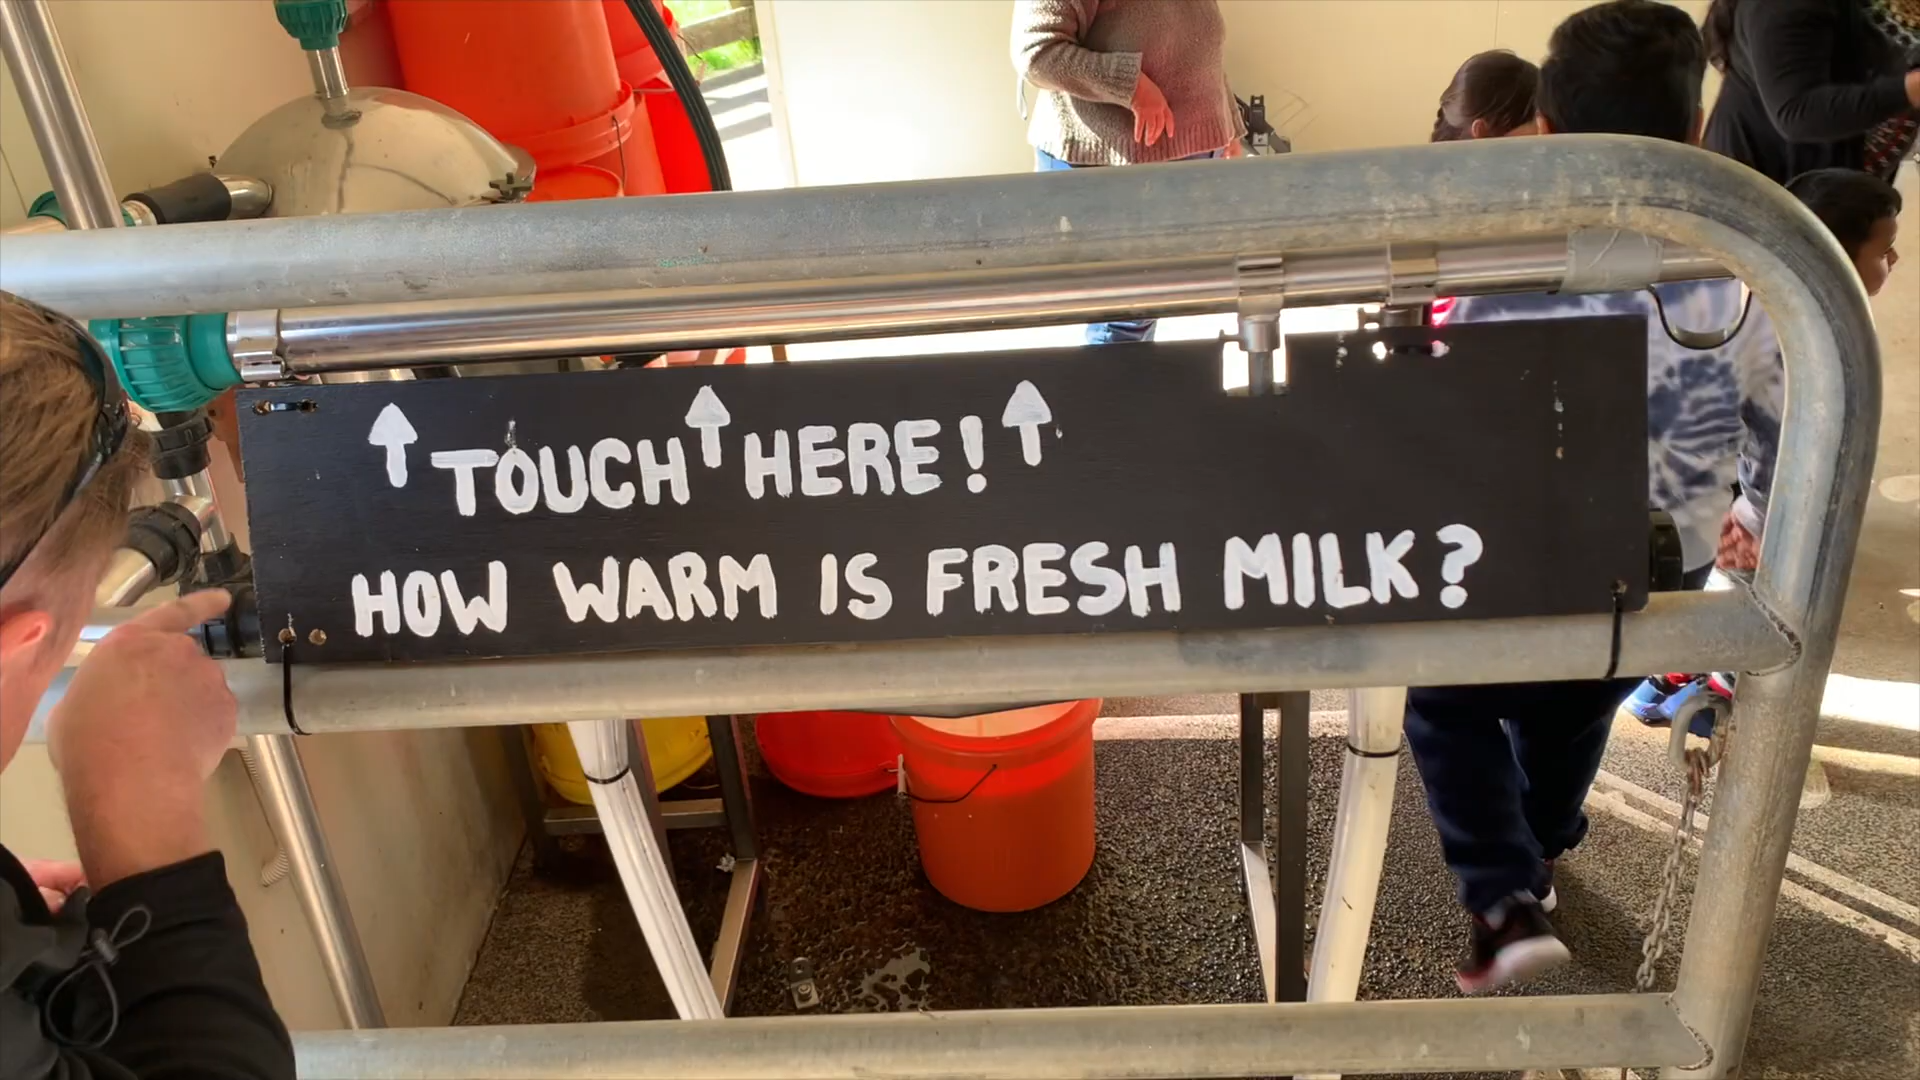 ↑ TOUCH ↑ HERE! ↑
HOW WARM IS FRESH MILK?